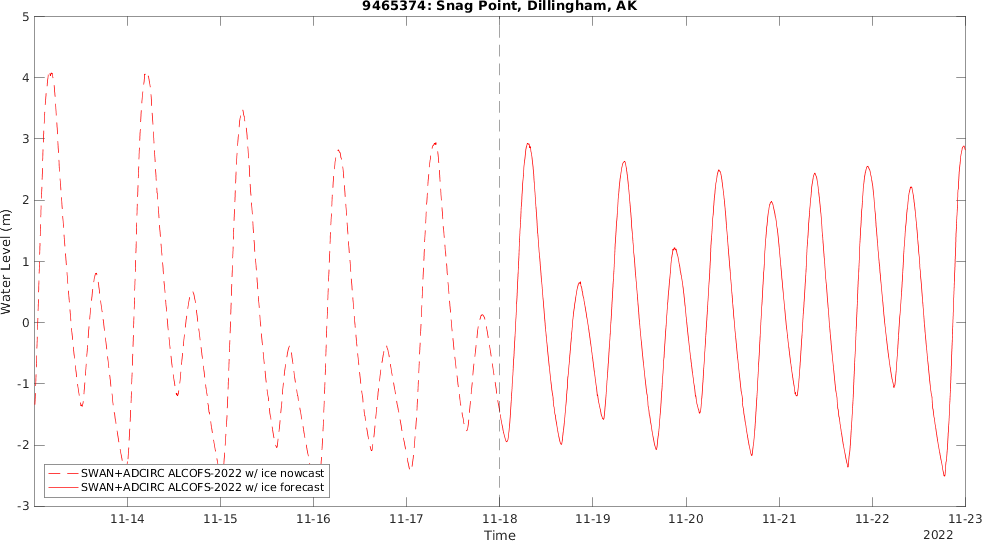 9465374: Snag Point, Dillingham, AK
5
4
3
2
1
0
-1
-2
-3
Water Level (m)
SWAN+ADCIRC ALCOFS-2022 w/ ice nowcast
SWAN+ADCIRC ALCOFS-2022 w/ ice forecast
11-14 11-15 11-16 11-17 11-18 11-19 11-20 11-21 11-22 11-23
Time
2022